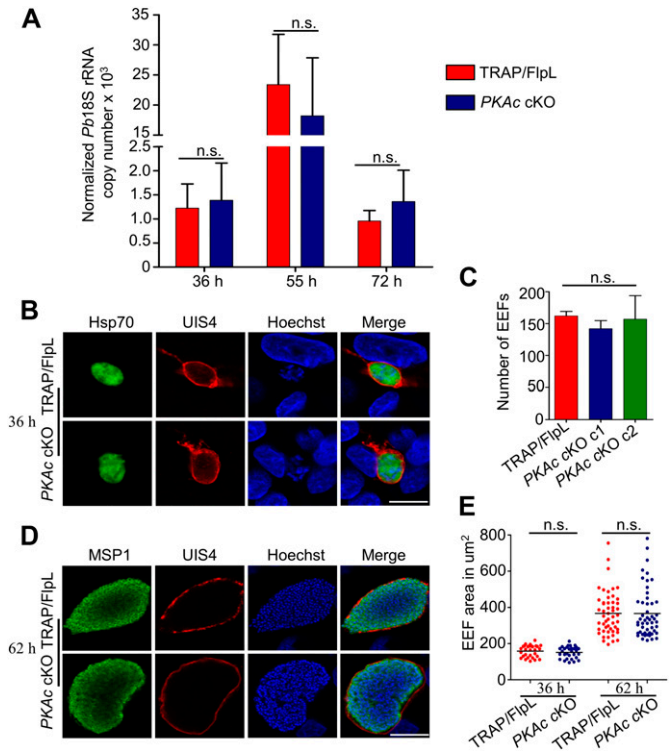 A
Normalized Pb18S rRNA
copy number x 10³
35
30
25
20
15
10
5
2.5
2.0
1.5
1.0
0.5
0
n.s.
n.s.
n.s.
36 h
55 h
72 h
TRAP/FlpL
PKAc cKO
B
Hsp70
UIS4
Hoechst
Merge
36 h
TRAP/FlpL
PKAc cKO
C
n.s.
Number of EEFs
200
150
100
50
0
TRAP/FlpL
PKAc cKO c1
PKAc cKO c2
D
MSP1
UIS4
Hoechst
Merge
62 h
TRAP/FlpL
PKAc cKO
E
n.s.
n.s.
EEF area in um²
800
600
400
200
0
36 h
62 h
TRAP/FlpL
PKAc cKO
TRAP/FlpL
PKAc cKO